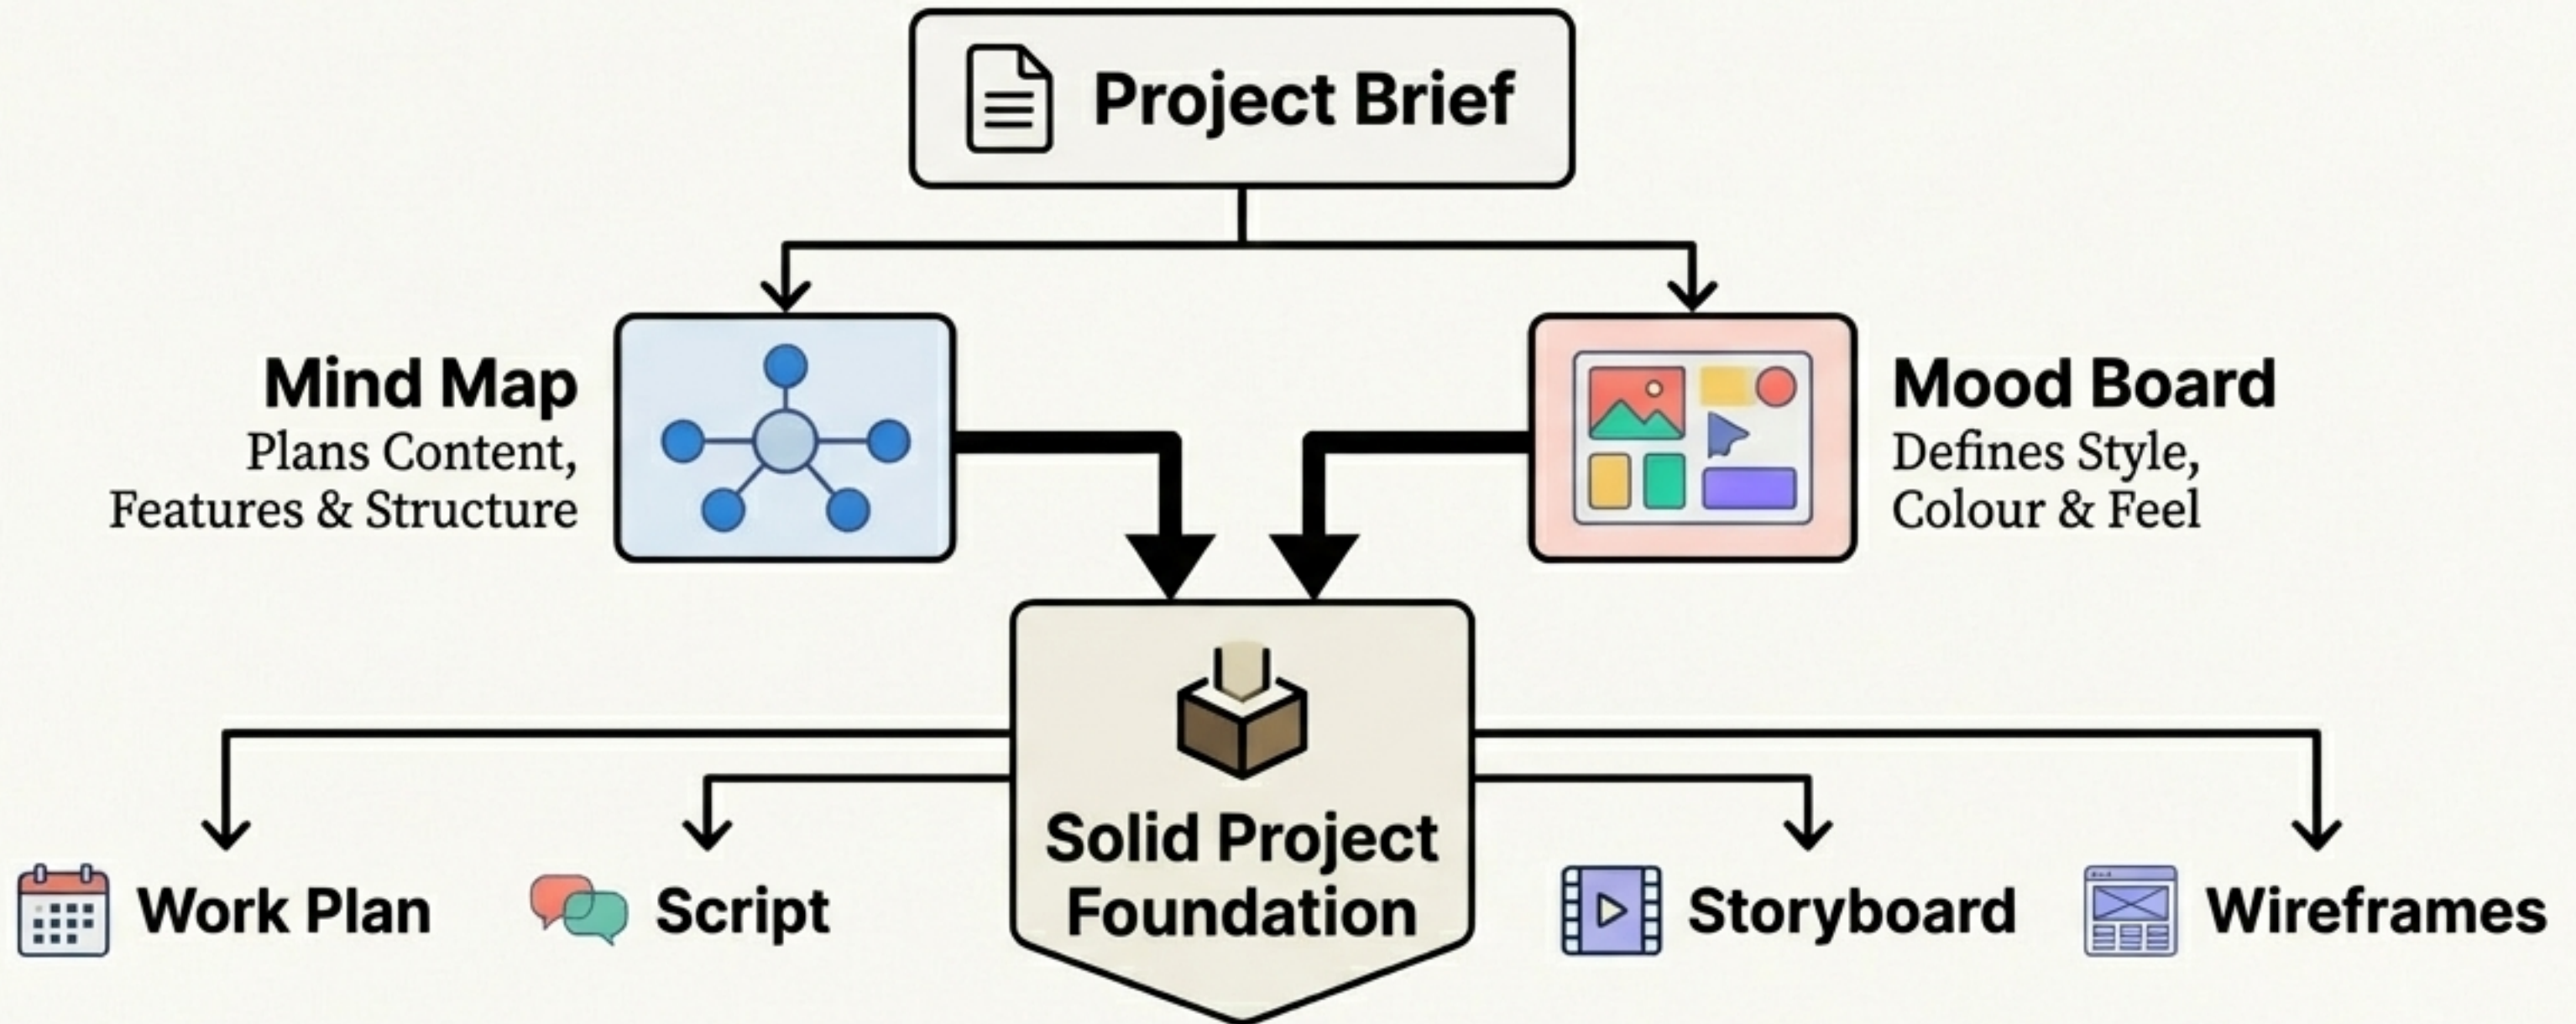 Project Brief
Mind Map
Plans Content,
Features & Structure
Mood Board
Defines Style,
Colour & Feel
Solid Project
Foundation
Work Plan
Script
Storyboard
Wireframes